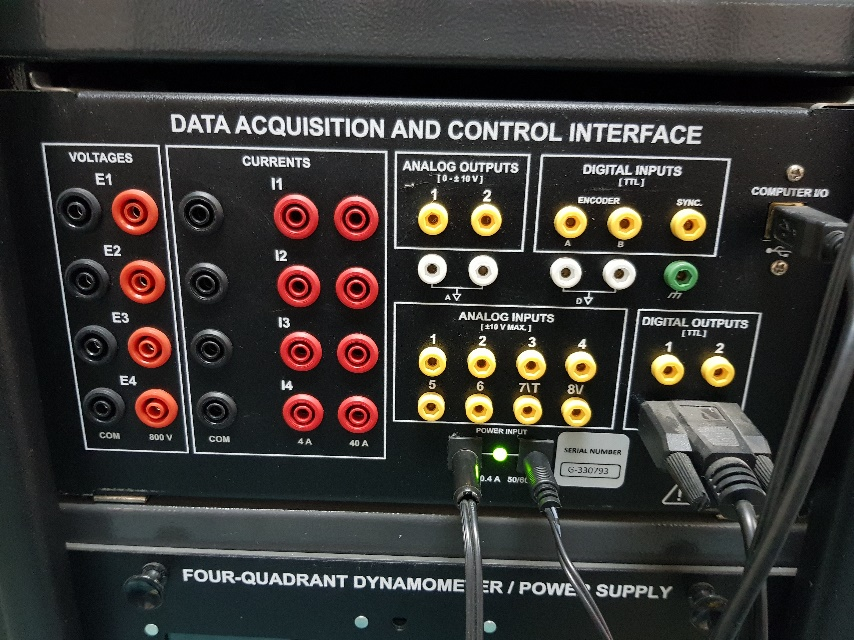 DATA ACQUISITION AND CONTROL INTERFACE
VOLTAGES
E1
E2
E3
E4
COM 800 V
CURRENTS
I1
I2
I3
I4
COM 4 A 40 A
ANALOG OUTPUTS
[ 0 - ±10 V ]
1 2
A
DIGITAL INPUTS
[ TTL ]
ENCODER SYNC.
A B
D
COMPUTER I/O
ANALOG INPUTS
[ ±10 V MAX. ]
1 2 3 4
5 6 7\T 8\/
DIGITAL OUTPUTS
[ TTL ]
1 2
POWER INPUT
0.4 A 50/60
SERIAL NUMBER
G-330793
FOUR-QUADRANT DYNAMOMETER / POWER SUPPLY